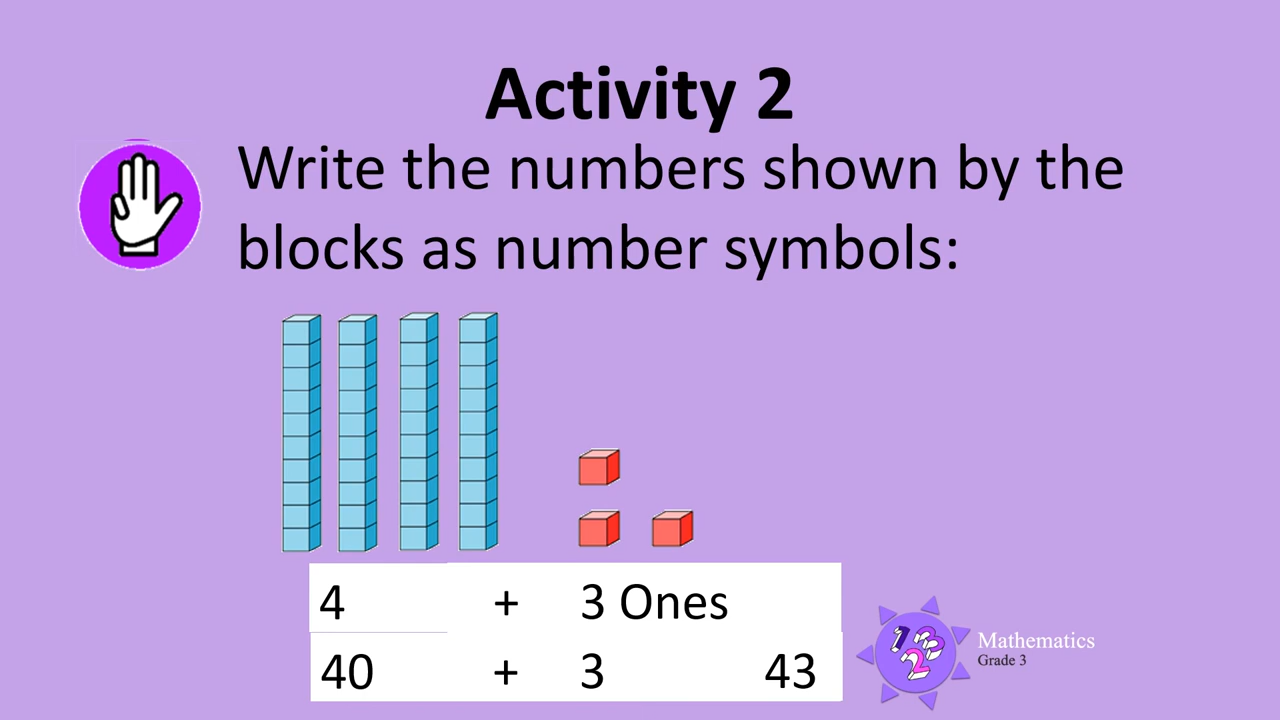 Activity 2
Write the numbers shown by the
blocks as number symbols:
4 + 3 Ones
40 + 3 43
123
Mathematics
Grade 3